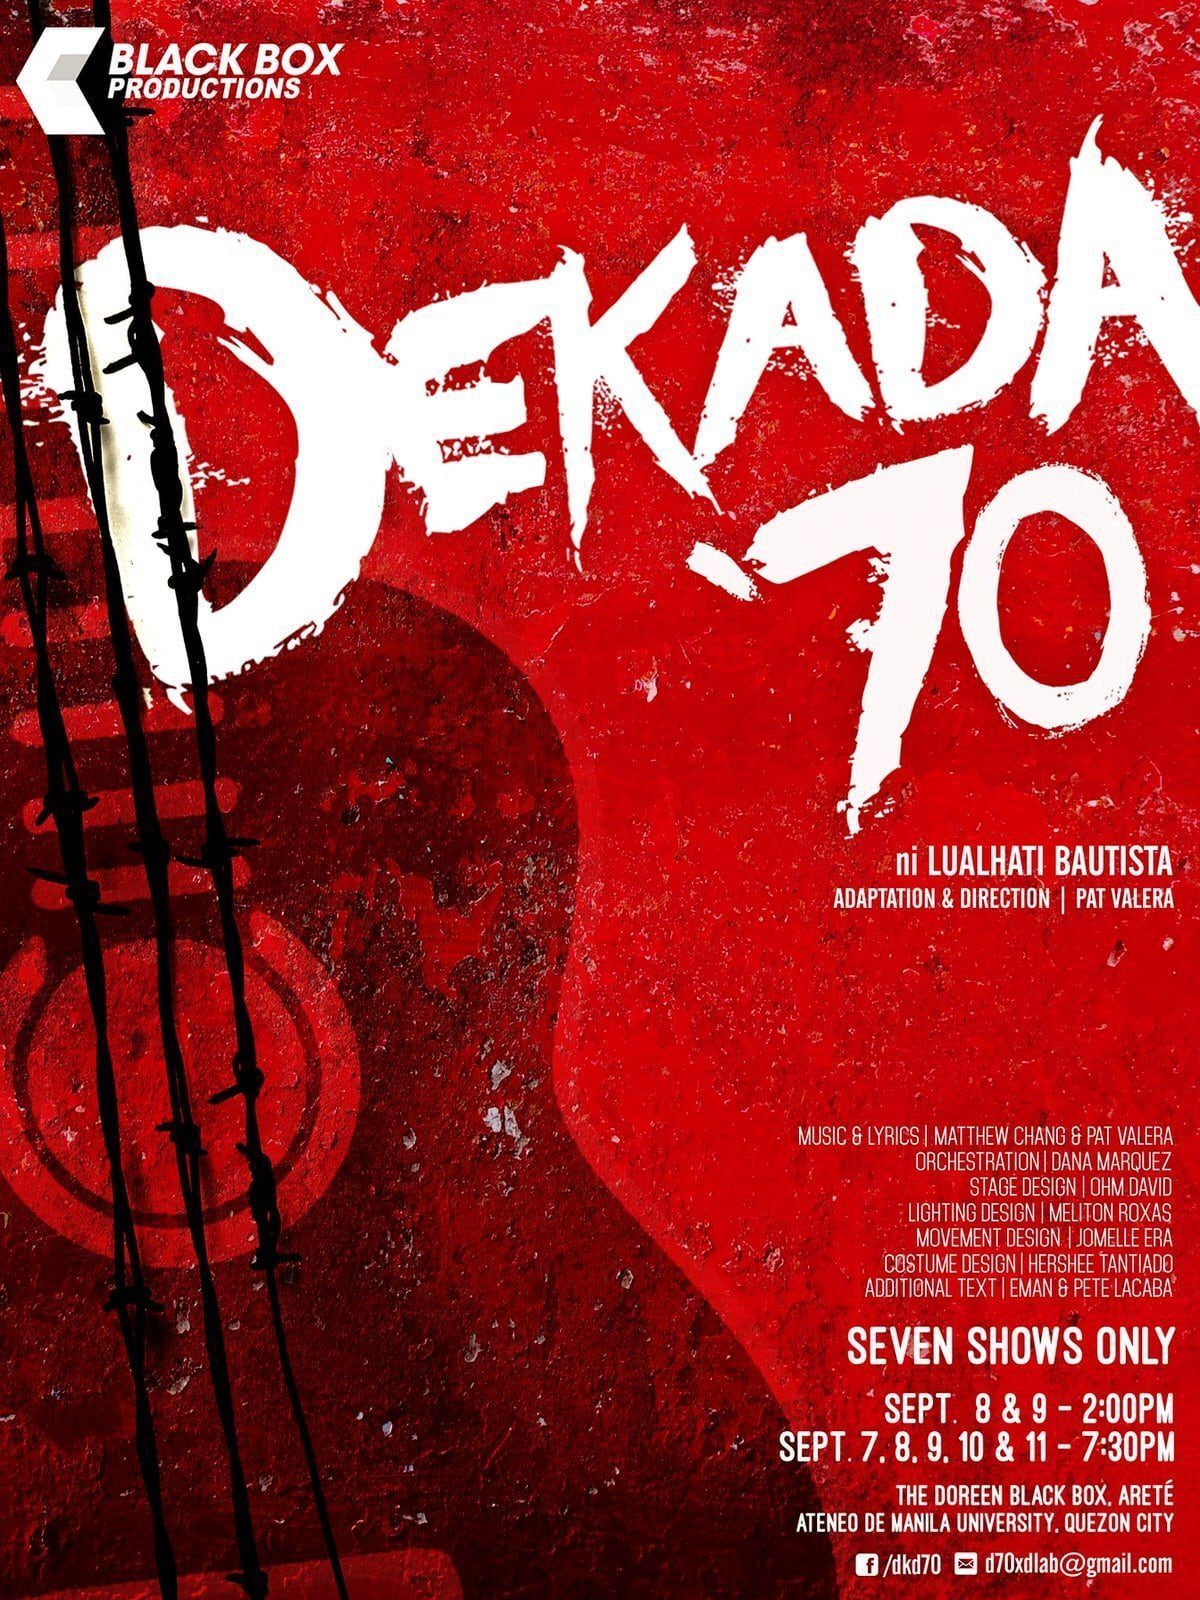 BLACK BOX
PRODUCTIONS
DEKADA
'70
ni LUALHATI BAUTISTA
ADAPTATION & DIRECTION | PAT VALERA
MUSIC & LYRICS | MATTHEW CHANG & PAT VALERA
ORCHESTRATION | DANA MARQUEZ
STAGE DESIGN | OHM DAVID
LIGHTING DESIGN | MELITON ROXAS
MOVEMENT DESIGN | JOMELLE ERA
COSTUME DESIGN | HERSHEE TANTIADO
ADDITIONAL TEXT | EMAN & PETE LACABA
SEVEN SHOWS ONLY
SEPT. 8 & 9 - 2:00PM
SEPT. 7, 8, 9, 10 & 11 - 7:30PM
THE DOREEN BLACK BOX, ARETÉ
ATENEO DE MANILA UNIVERSITY, QUEZON CITY
f /dkd70 d70xdlab@gmail.com